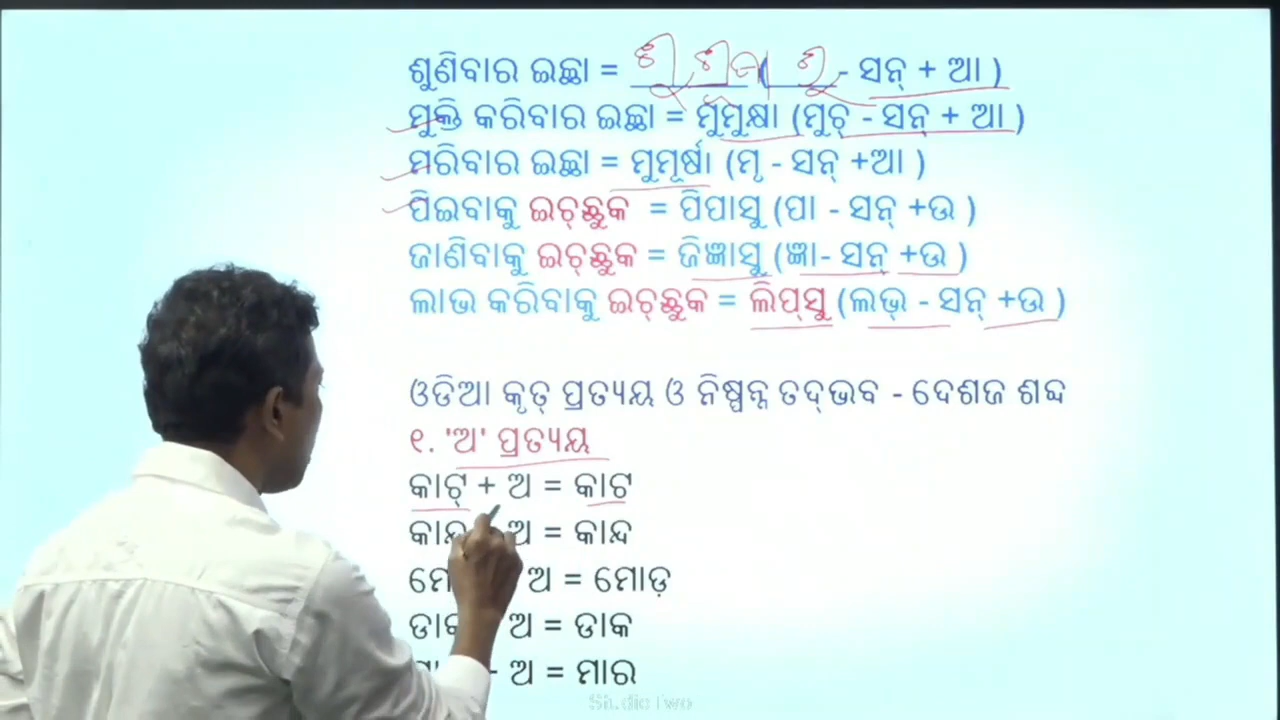 ଶୁଣିବାର ଇଚ୍ଛା = ଶୁଶ୍ରୂଷା ( ଶୃ - ସନ୍ + ଆ )
ମୁକ୍ତି କରିବାର ଇଚ୍ଛା = ମୁମୁକ୍ଷା (ମୁଚ୍ - ସନ୍ + ଆ )
ମରିବାର ଇଚ୍ଛା = ମୁମୂର୍ଷା (ମୃ - ସନ୍ +ଆ )
ପିଇବାକୁ ଇଚ୍‌ଛୁକ = ପିପାସୁ (ପା - ସନ୍ +ଉ )
ଜାଣିବାକୁ ଇଚ୍‌ଛୁକ = ଜିଜ୍ଞାସୁ (ଜ୍ଞା- ସନ୍ +ଉ )
ଲାଭ କରିବାକୁ ଇଚ୍‌ଛୁକ = ଲିପ୍‌ସୁ (ଲଭ୍ - ସନ୍ +ଉ )
ଓଡିଆ କୃତ୍ ପ୍ରତ୍ୟୟ ଓ ନିଷ୍ପନ୍ନ ତଦ୍‌ଭବ - ଦେଶଜ ଶବ୍ଦ
୧. 'ଅ' ପ୍ରତ୍ୟୟ
କାଟ୍ + ଅ = କାଟ
ଅ = କାନ୍ଦ
ଅ = ମୋଡ଼
ଅ = ଡାକ
- ଅ = ମାର